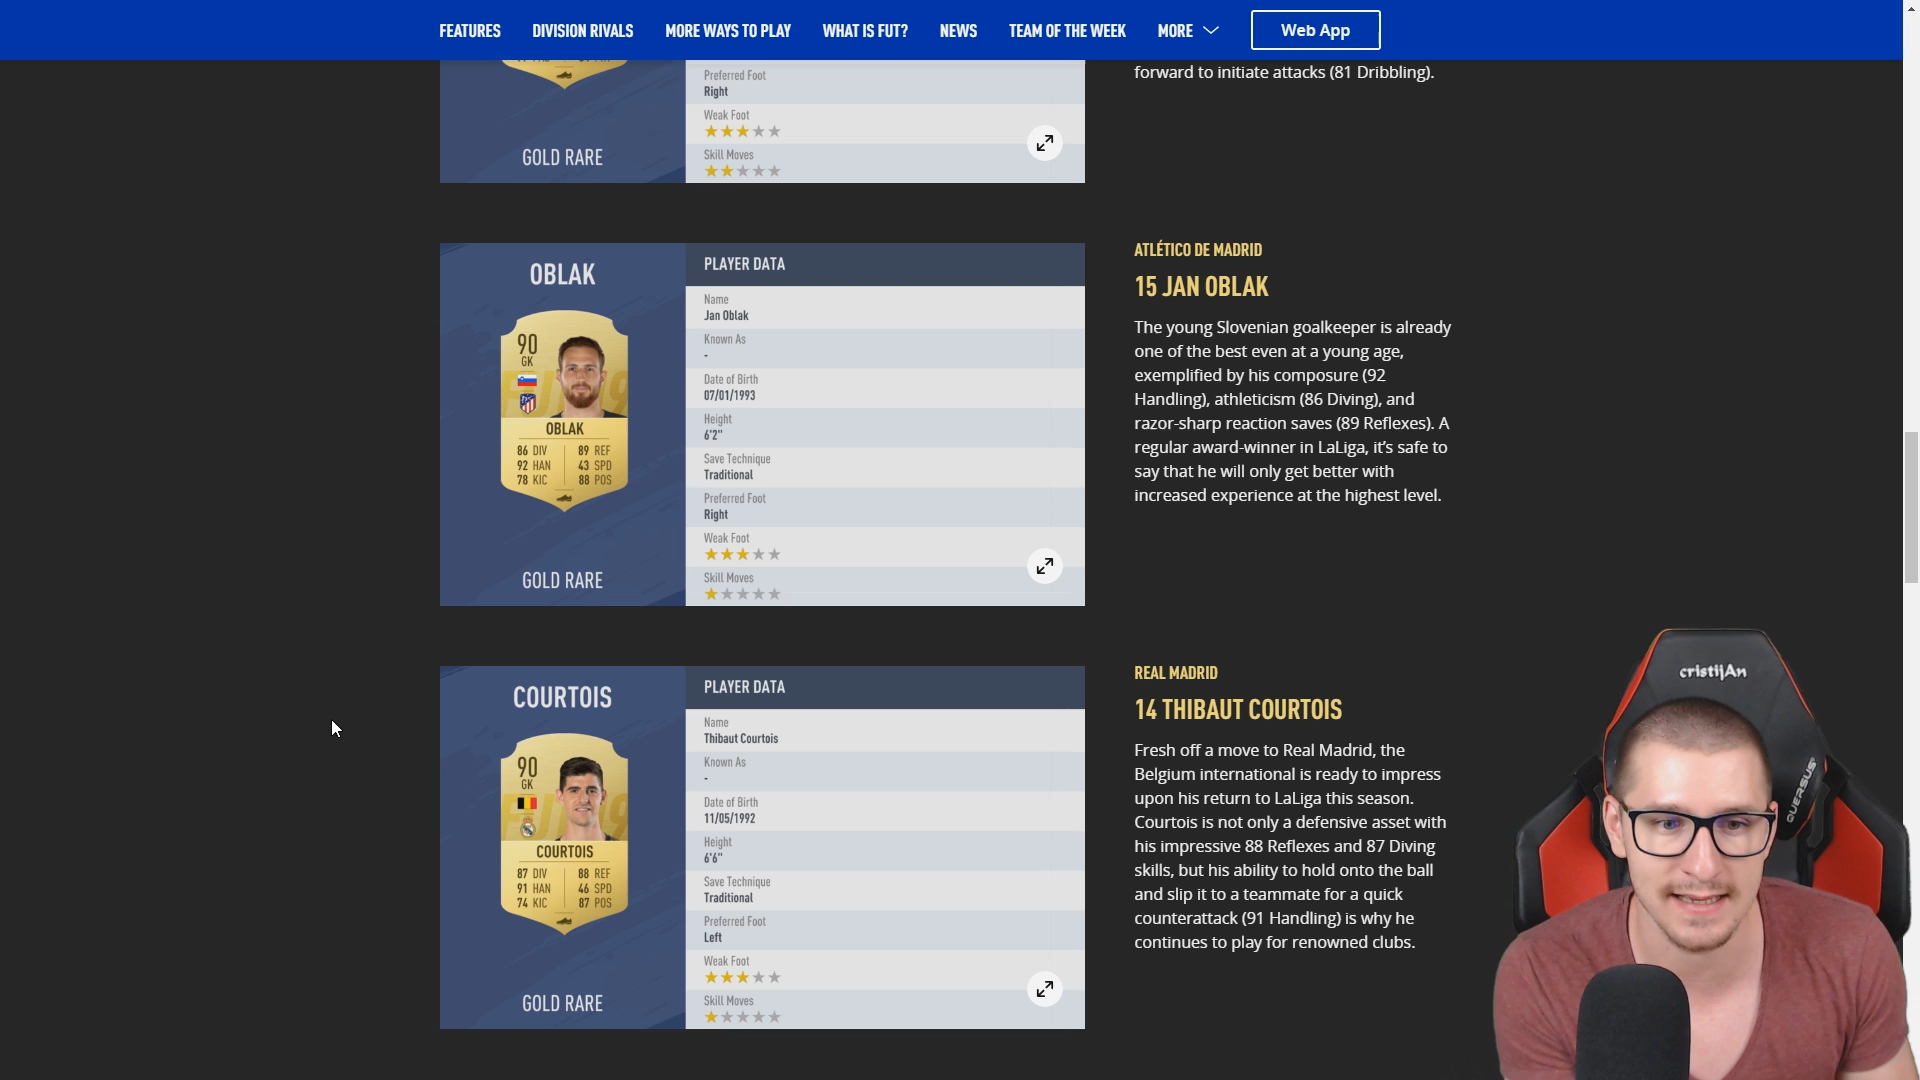 FEATURES DIVISION RIVALS MORE WAYS TO PLAY WHAT IS FUT? NEWS TEAM OF THE WEEK MORE Web App
GOLD RARE
Preferred Foot
Right
Weak Foot
Skill Moves
forward to initiate attacks (81 Dribbling).
OBLAK
90
GK
OBLAK
86 DIV 89 REF
92 HAN 43 SPD
78 KIC 88 POS
GOLD RARE
PLAYER DATA
Name
Jan Oblak
Known As
-
Date of Birth
07/01/1993
Height
6'2"
Save Technique
Traditional
Preferred Foot
Right
Weak Foot
Skill Moves
ATLÉTICO DE MADRID
15 JAN OBLAK
The young Slovenian goalkeeper is already
one of the best even at a young age,
exemplified by his composure (92
Handling), athleticism (86 Diving), and
razor-sharp reaction saves (89 Reflexes). A
regular award-winner in LaLiga, it's safe to
say that he will only get better with
increased experience at the highest level.
COURTOIS
90
GK
COURTOIS
87 DIV 88 REF
91 HAN 46 SPD
74 KIC 87 POS
GOLD RARE
PLAYER DATA
Name
Thibaut Courtois
Known As
-
Date of Birth
11/05/1992
Height
6'6"
Save Technique
Traditional
Preferred Foot
Left
Weak Foot
Skill Moves
REAL MADRID
14 THIBAUT COURTOIS
Fresh off a move to Real Madrid, the
Belgium international is ready to impress
upon his return to LaLiga this season.
Courtois is not only a defensive asset with
his impressive 88 Reflexes and 87 Diving
skills, but his ability to hold onto the ball
and slip it to a teammate for a quick
counterattack (91 Handling) is why he
continues to play for renowned clubs.
cristijAn
QUERSUS